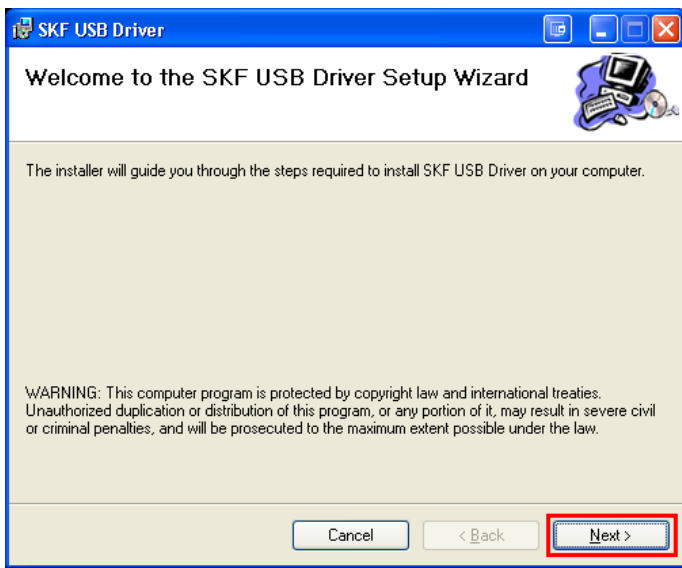 SKF USB Driver
Welcome to the SKF USB Driver Setup Wizard
The installer will guide you through the steps required to install SKF USB Driver on your computer.
WARNING: This computer program is protected by copyright law and international treaties.
Unauthorized duplication or distribution of this program, or any portion of it, may result in severe civil
or criminal penalties, and will be prosecuted to the maximum extent possible under the law.
Cancel < Back Next >